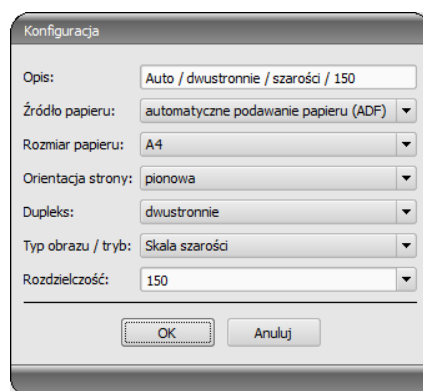 Konfiguracja
Opis: Auto / dwustronnie / szarości / 150
Źródło papieru: automatyczne podawanie papieru (ADF)
Rozmiar papieru: A4
Orientacja strony: pionowa
Dupleks: dwustronnie
Typ obrazu / tryb: Skala szarości
Rozdzielczość: 150
OK Anuluj